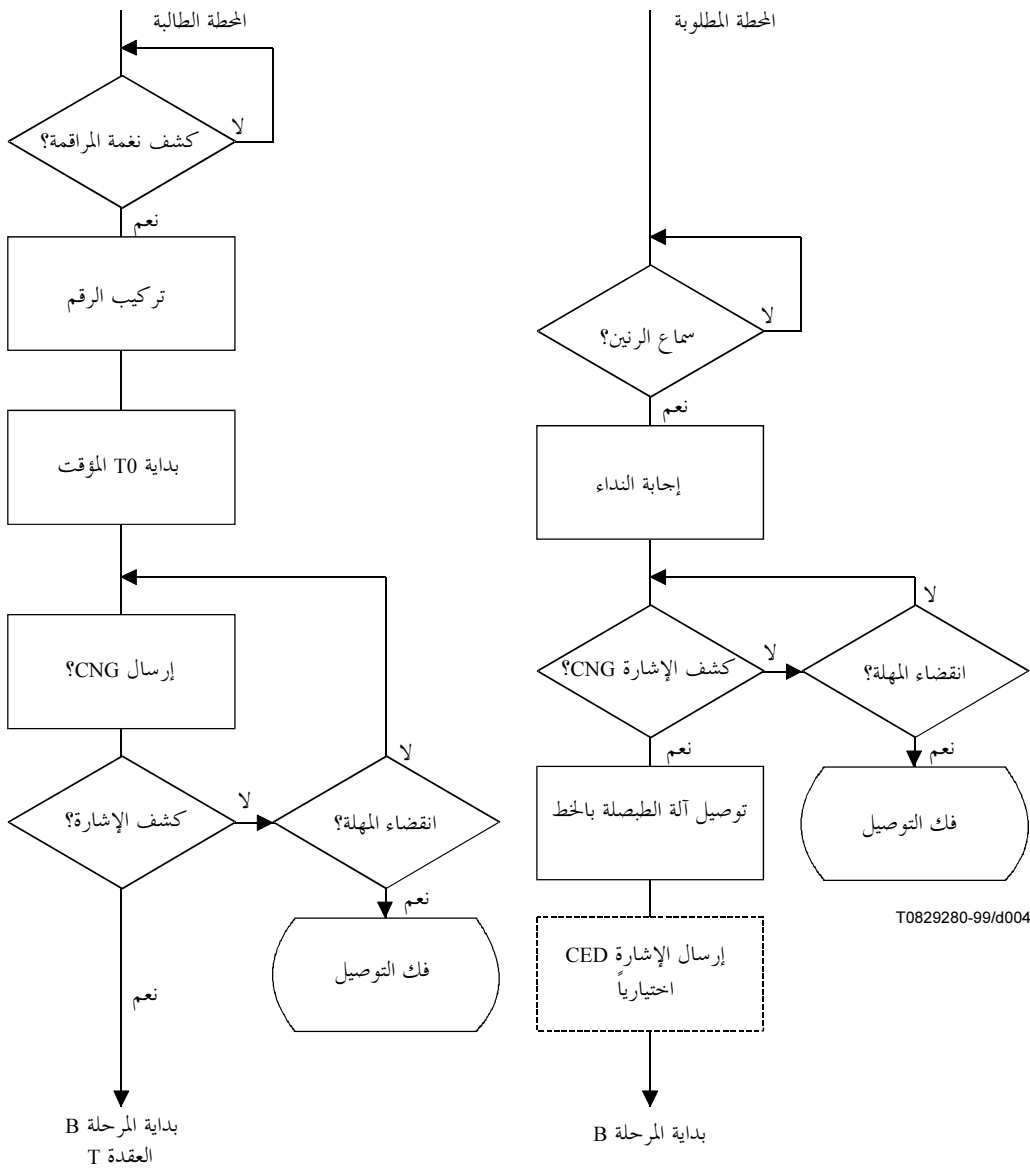 المحطة الطالبة
كشف نغمة المراقمة؟
لا
نعم
تركيب الرقم
بداية T0 المؤقت
إرسال CNG؟
كشف الإشارة؟
لا
انقضاء المهلة؟
لا
نعم
فك التوصيل
نعم
بداية المرحلة B
العقدة T
المحطة المطلوبة
سماع الرنين؟
لا
نعم
إجابة النداء
كشف الإشارة CNG؟
لا
انقضاء المهلة؟
لا
نعم
فك التوصيل
نعم
توصيل آلة الطبصلة بالخط
إرسال الإشارة CED
اختيارياً
بداية المرحلة B
T0829280-99/d004